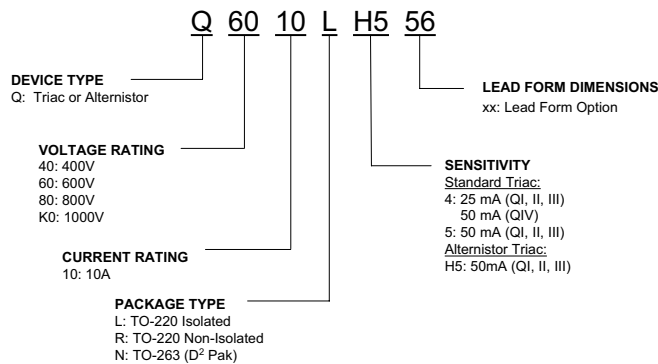 Q 60 10 L H5 56
DEVICE TYPE
Q: Triac or Alternistor
VOLTAGE RATING
40: 400V
60: 600V
80: 800V
K0: 1000V
CURRENT RATING
10: 10A
PACKAGE TYPE
L: TO-220 Isolated
R: TO-220 Non-Isolated
N: TO-263 (D² Pak)
LEAD FORM DIMENSIONS
xx: Lead Form Option
SENSITIVITY
Standard Triac:
4: 25 mA (QI, II, III)
50 mA (QIV)
5: 50 mA (QI, II, III)
Alternistor Triac:
H5: 50mA (QI, II, III)